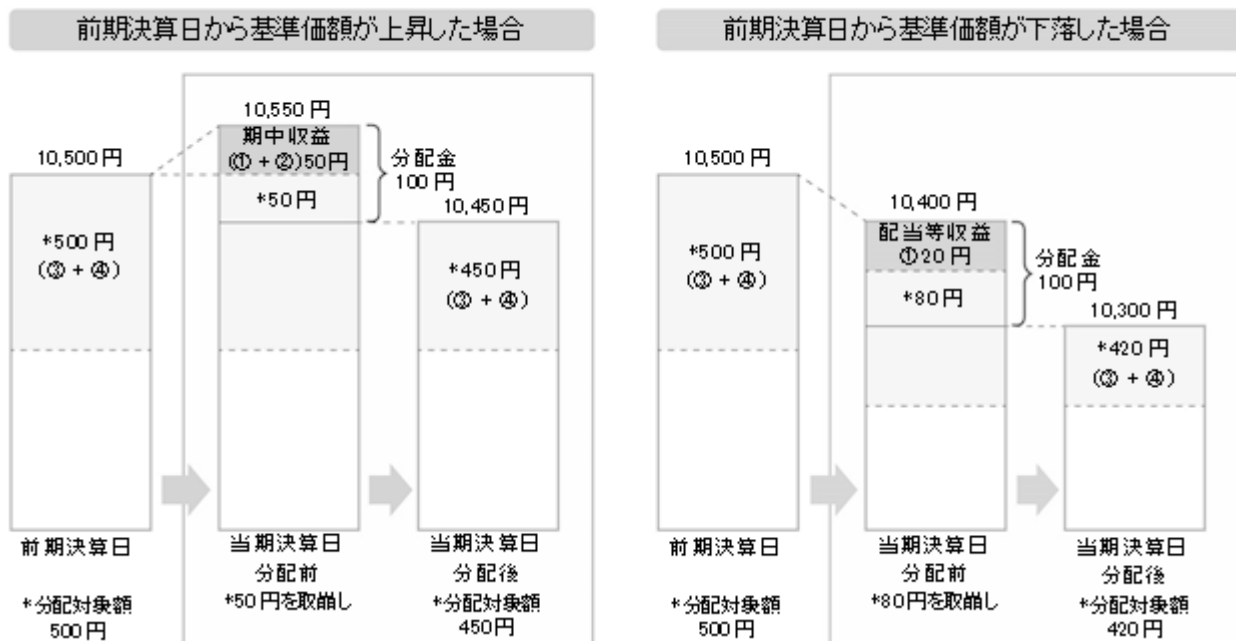 前期決算日から基準価額が上昇した場合
10,550円
期中収益
(①+②)50円
*50円
分配金
100円
10,500円
*500円
(③+④)
10,450円
*450円
(③+④)
前期決算日
*分配対象額
500円
当期決算日
分配前
*50円を取崩し
当期決算日
分配後
*分配対象額
450円
前期決算日から基準価額が下落した場合
10,500円
*500円
(③+④)
10,400円
配当等収益
①20円
*80円
分配金
100円
10,300円
*420円
(③+④)
前期決算日
*分配対象額
500円
当期決算日
分配前
*80円を取崩し
当期決算日
分配後
*分配対象額
420円